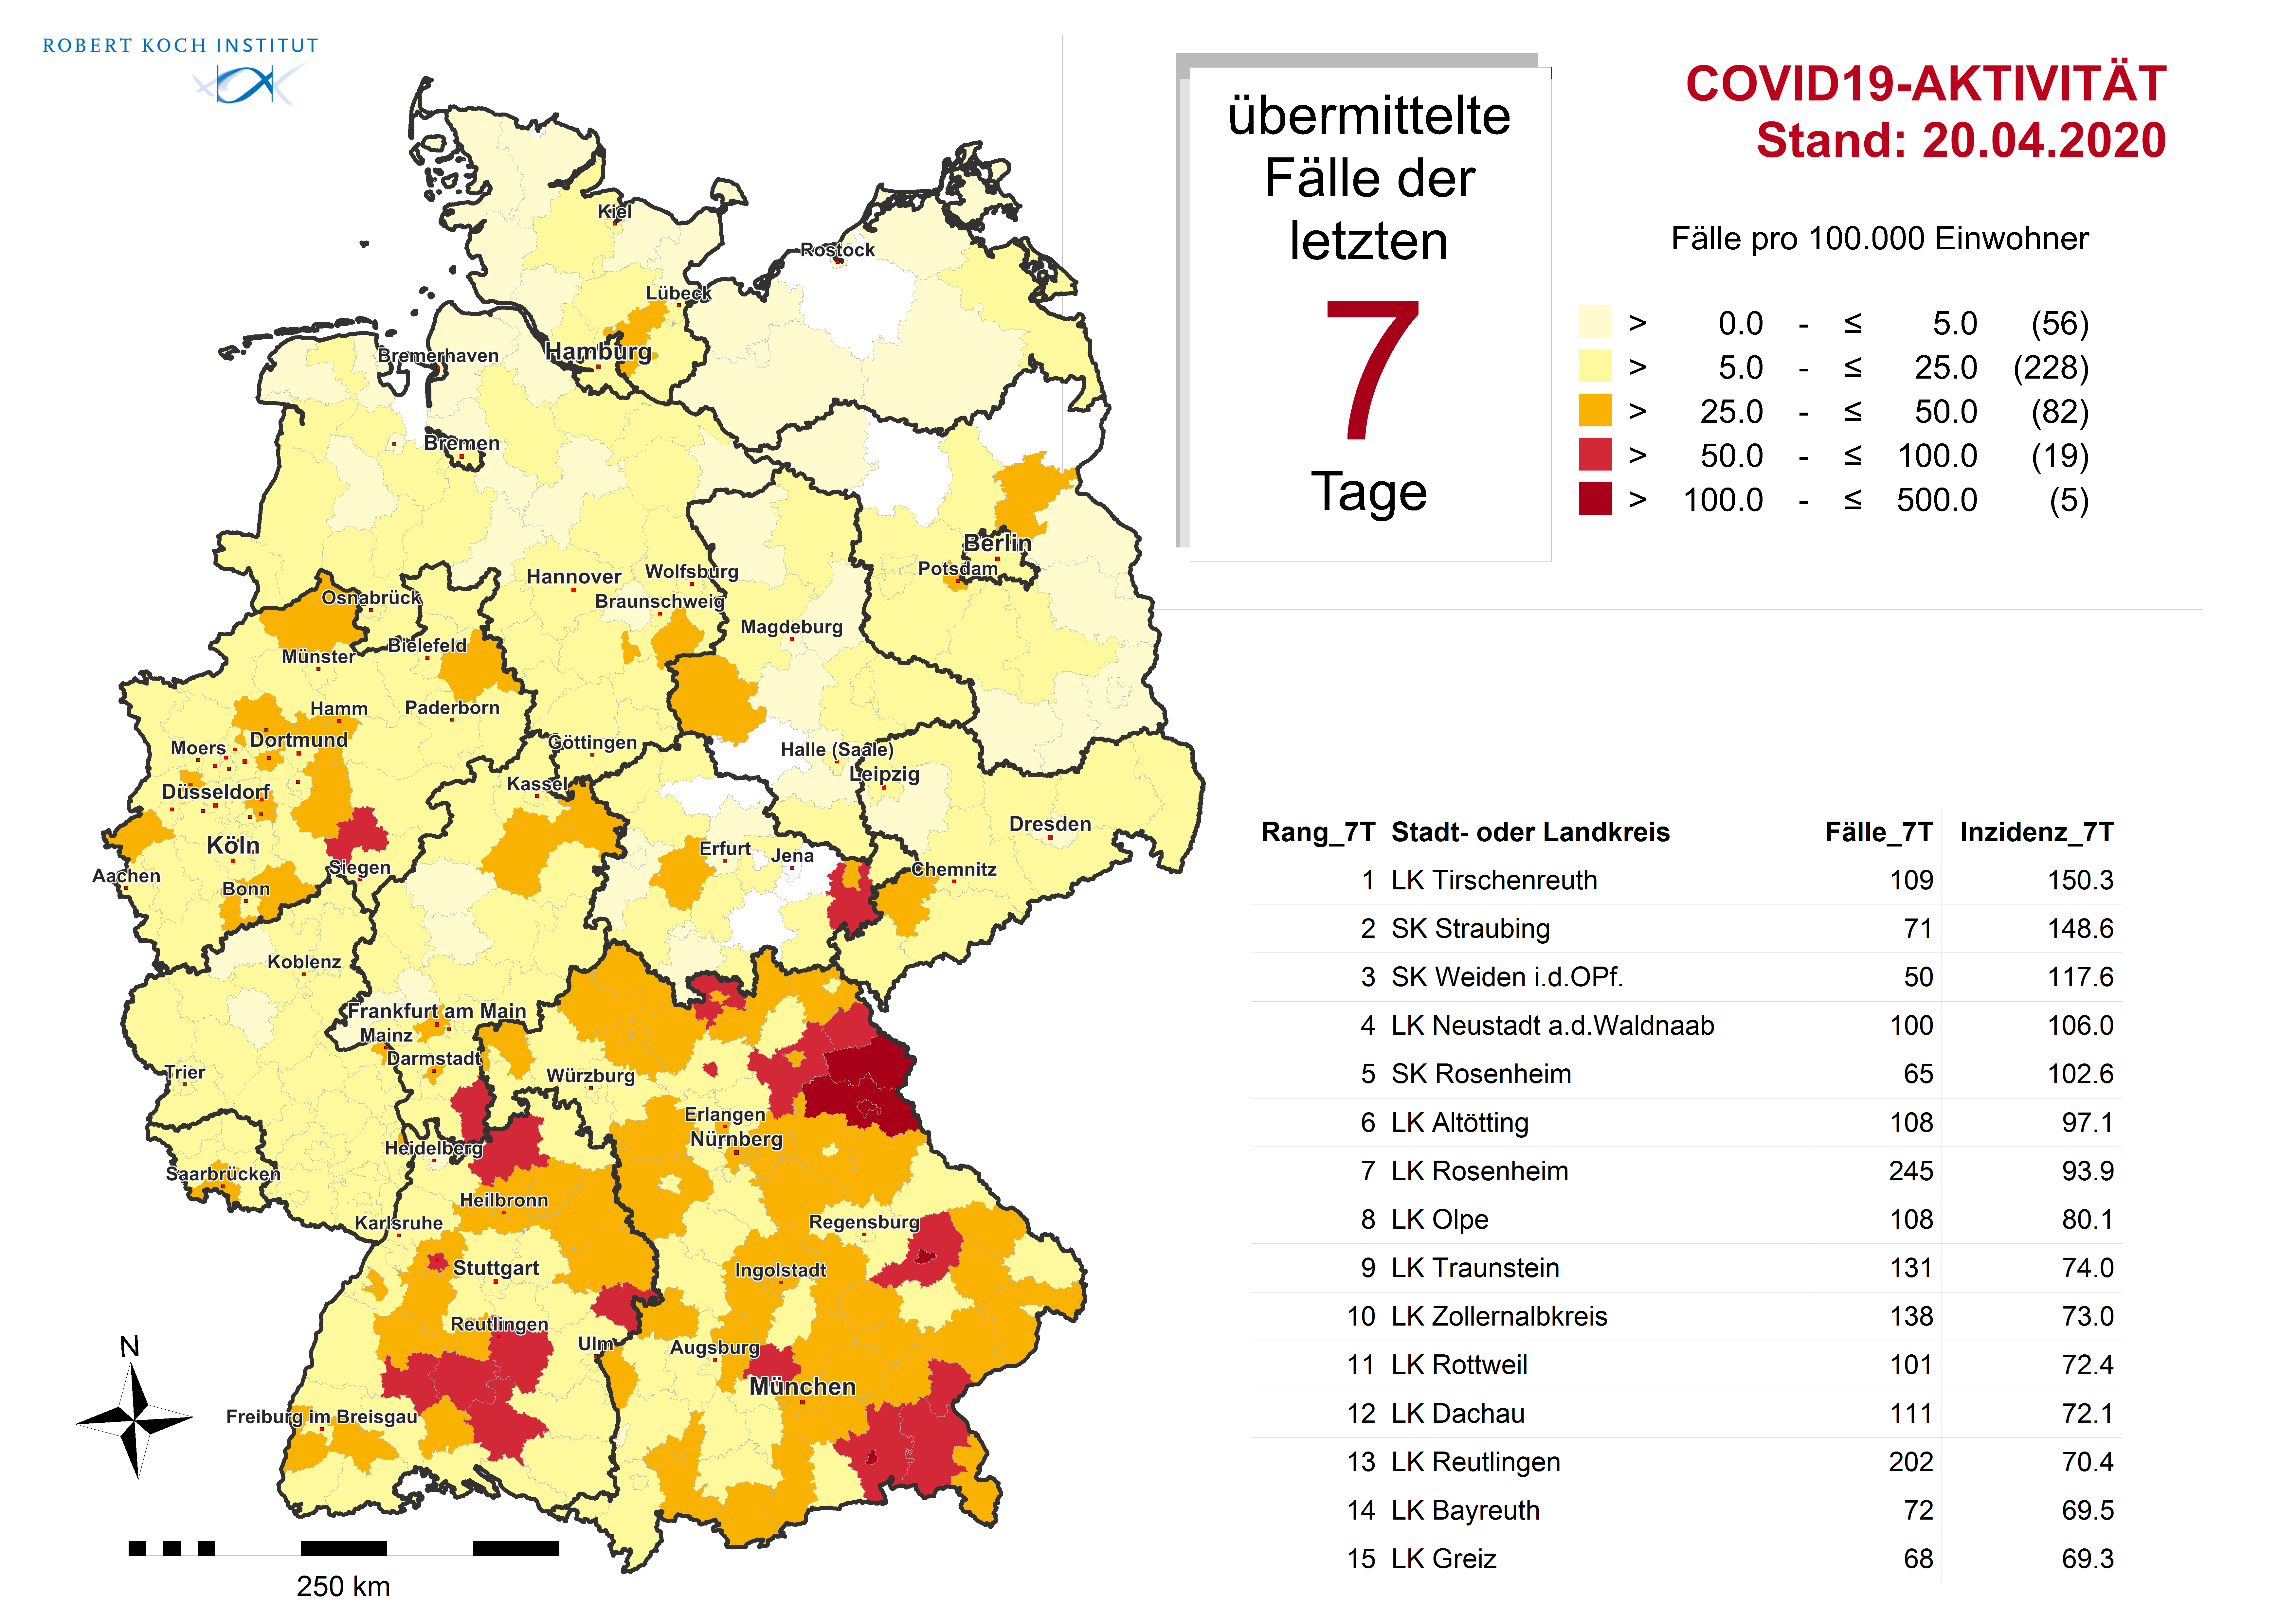 ROBERT KOCH INSTITUT
übermittelte
Fälle der
letzten
7
Tage
COVID19-AKTIVITÄT
Stand: 20.04.2020
Fälle pro 100.000 Einwohner
> 0.0 - ≤ 5.0 (56)
> 5.0 - ≤ 25.0 (228)
> 25.0 - ≤ 50.0 (82)
> 50.0 - ≤ 100.0 (19)
> 100.0 - ≤ 500.0 (5)
Kiel
Rostock
Lübeck
Hamburg
Bremerhaven
Bremen
Berlin
Potsdam
Hannover
Wolfsburg
Osnabrück
Braunschweig
Magdeburg
Bielefeld
Münster
Hamm
Paderborn
Moers
Dortmund
Göttingen
Halle (Saale)
Leipzig
Kassel
Düsseldorf
Dresden
Köln
Erfurt
Jena
Siegen
Chemnitz
Aachen
Bonn
Koblenz
Frankfurt am Main
Mainz
Darmstadt
Trier
Würzburg
Erlangen
Nürnberg
Heidelberg
Saarbrücken
Heilbronn
Karlsruhe
Regensburg
Stuttgart
Ingolstadt
Reutlingen
Ulm
Augsburg
München
Freiburg im Breisgau
N
250 km
Rang_7T Stadt- oder Landkreis Fälle_7T Inzidenz_7T
1 LK Tirschenreuth 109 150.3
2 SK Straubing 71 148.6
3 SK Weiden i.d.OPf. 50 117.6
4 LK Neustadt a.d.Waldnaab 100 106.0
5 SK Rosenheim 65 102.6
6 LK Altötting 108 97.1
7 LK Rosenheim 245 93.9
8 LK Olpe 108 80.1
9 LK Traunstein 131 74.0
10 LK Zollernalbkreis 138 73.0
11 LK Rottweil 101 72.4
12 LK Dachau 111 72.1
13 LK Reutlingen 202 70.4
14 LK Bayreuth 72 69.5
15 LK Greiz 68 69.3